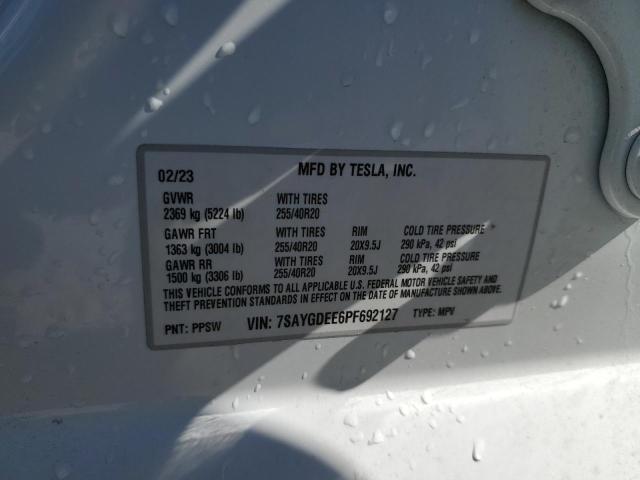 02/23 MFD BY TESLA, INC.
GVWR WITH TIRES
2369 kg (5224 lb) 255/40R20
GAWR FRT WITH TIRES RIM COLD TIRE PRESSURE
1363 kg (3004 lb) 255/40R20 20X9.5J 290 kPa, 42 psi
GAWR RR WITH TIRES RIM COLD TIRE PRESSURE
1500 kg (3306 lb) 255/40R20 20X9.5J 290 kPa, 42 psi
THIS VEHICLE CONFORMS TO ALL APPLICABLE U.S. FEDERAL MOTOR VEHICLE SAFETY AND
THEFT PREVENTION STANDARDS IN EFFECT ON THE DATE OF MANUFACTURE SHOWN ABOVE.
PNT: PPSW VIN: 7SAYGDEE6PF692127 TYPE: MPV